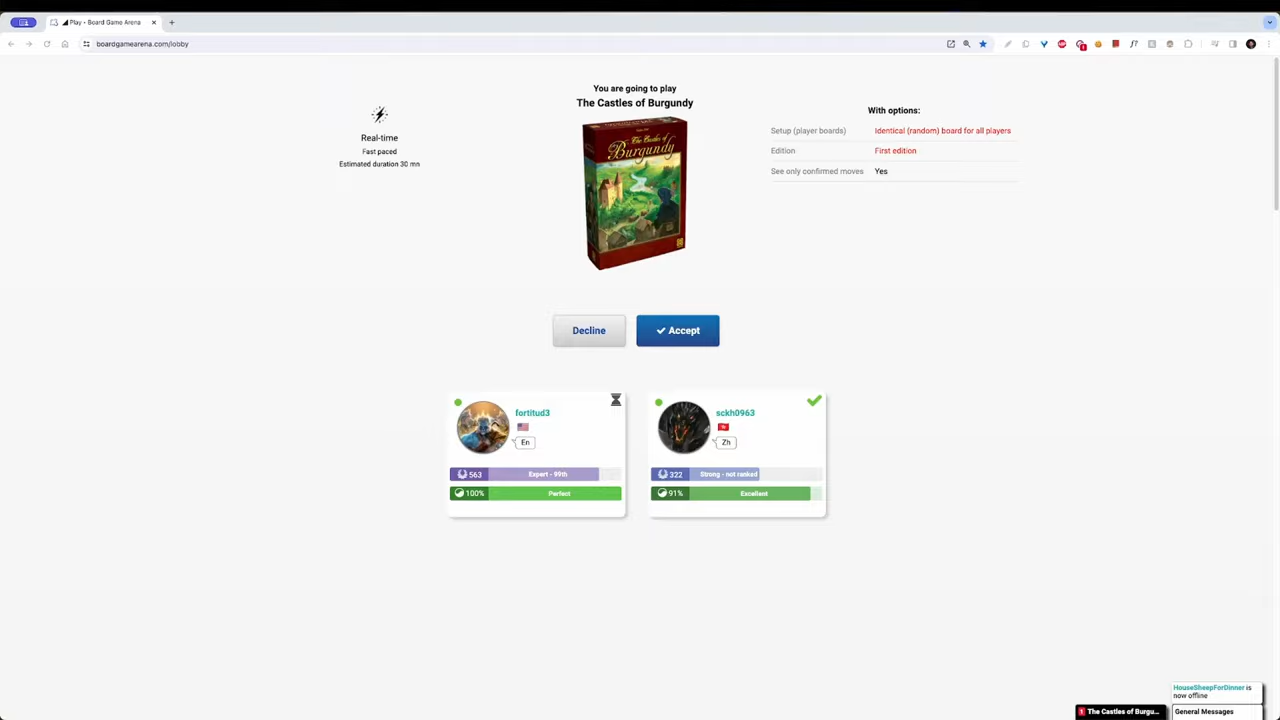 Play • Board Game Arena
boardgamearena.com/lobby
You are going to play
The Castles of Burgundy
Real-time
Fast paced
Estimated duration 30 mn
The Castles of
Burgundy
With options:
Setup (player boards) Identical (random) board for all players
Edition First edition
See only confirmed moves Yes
Decline
Accept
fortitud3
En
563 Expert - 99th
100% Perfect
sckh0963
Zh
322 Strong - not ranked
91% Excellent
HouseSheepForDinner is
now offline
1 The Castles of Burgu...
General Messages